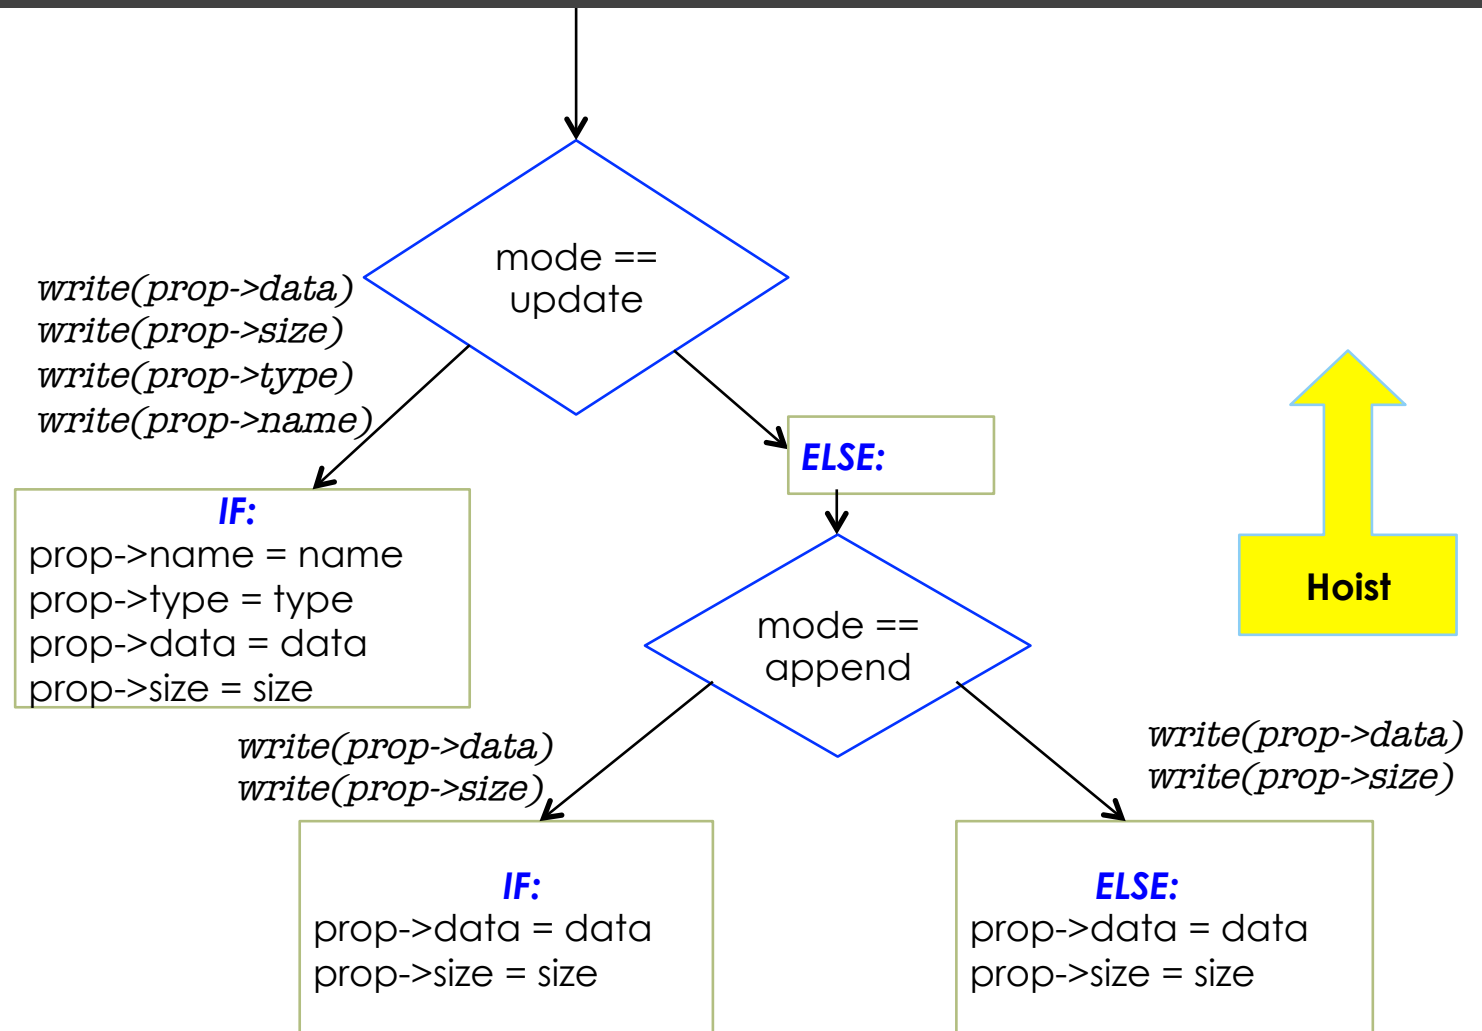 mode ==
update
write(prop->data)
write(prop->size)
write(prop->type)
write(prop->name)
ELSE:
IF:
prop->name = name
prop->type = type
prop->data = data
prop->size = size
Hoist
mode ==
append
write(prop->data)
write(prop->size)
write(prop->data)
write(prop->size)
IF:
prop->data = data
prop->size = size
ELSE:
prop->data = data
prop->size = size